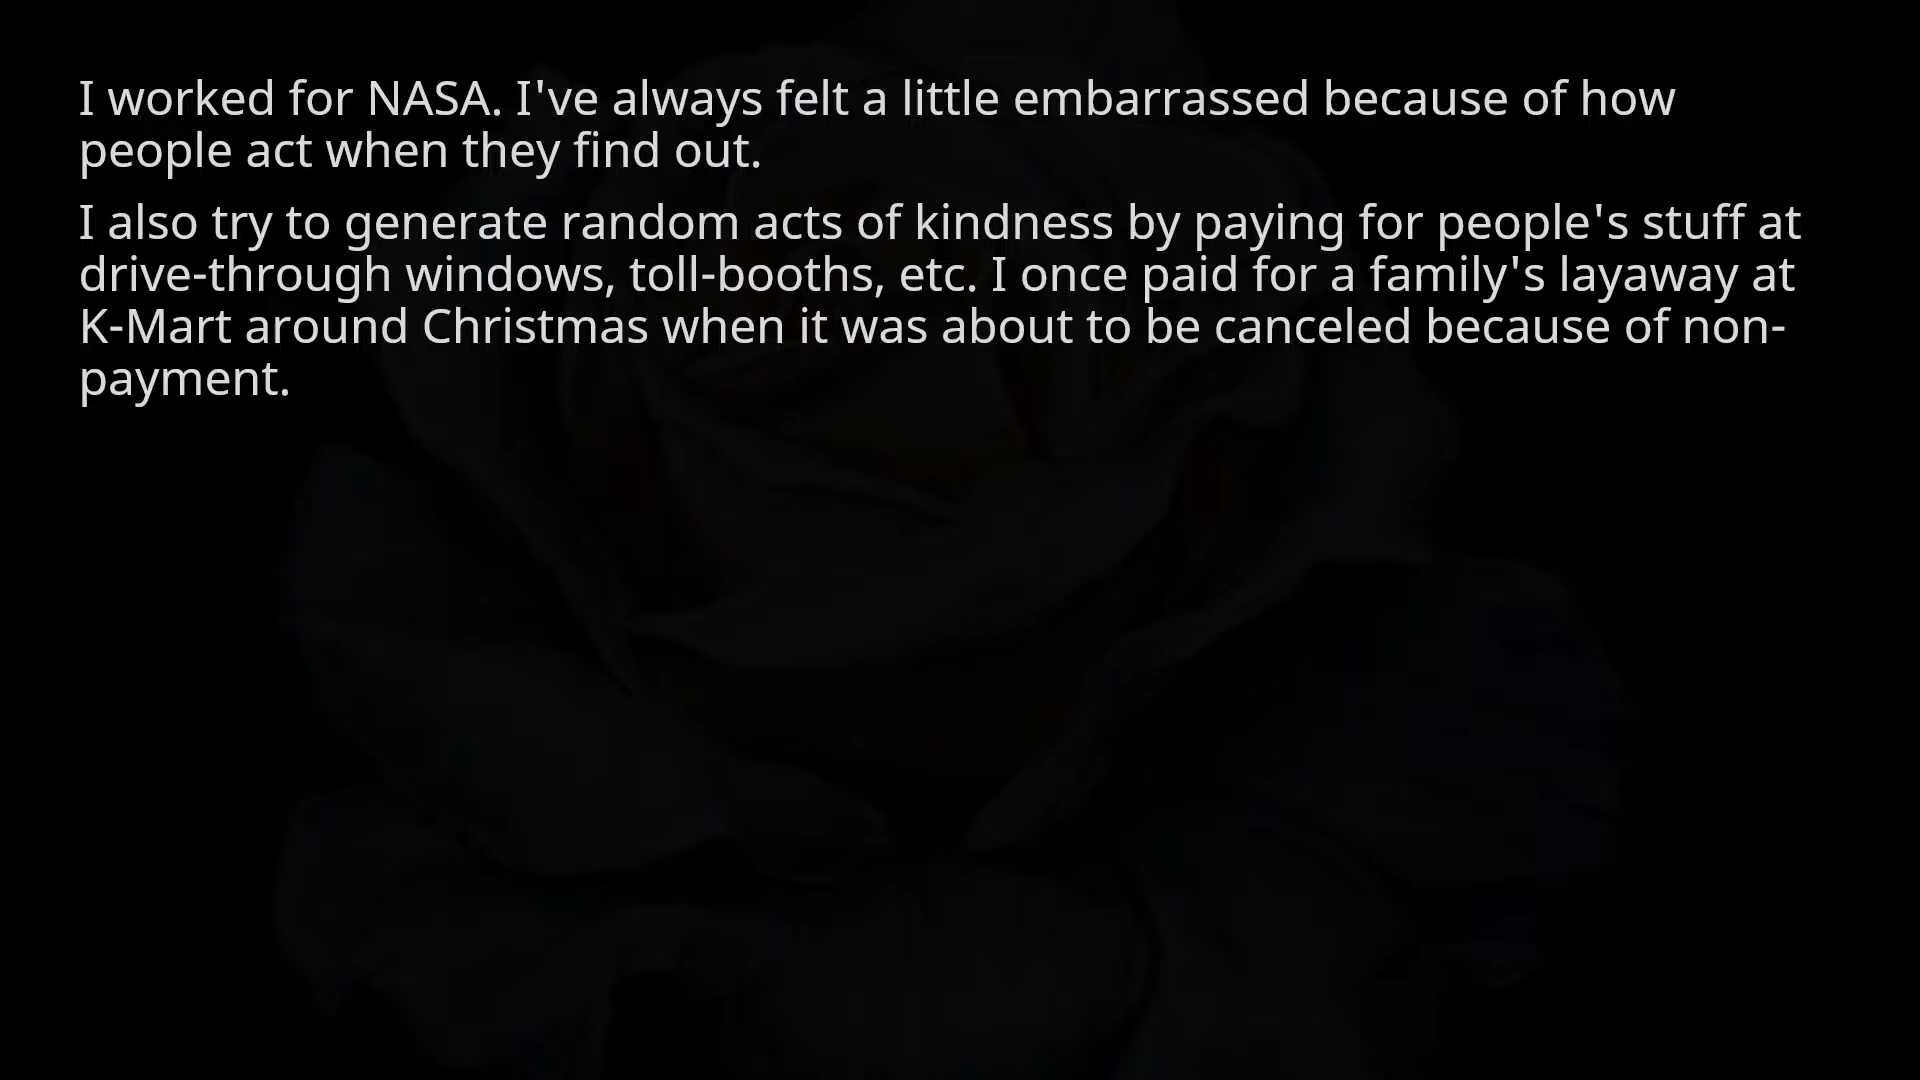 I worked for NASA. I've always felt a little embarrassed because of how
people act when they find out.
I also try to generate random acts of kindness by paying for people's stuff at
drive-through windows, toll-booths, etc. I once paid for a family's layaway at
K-Mart around Christmas when it was about to be canceled because of non-
payment.